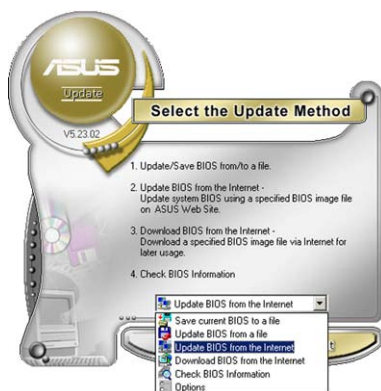 ASUS
Update
V5.23.02
Select the Update Method
1. Update/Save BIOS from/to a file.
2. Update BIOS from the Internet -
Update system BIOS using a specified BIOS image file
on ASUS Web Site.
3. Download BIOS from the Internet -
Download a specified BIOS image file via Internet for
later usage.
4. Check BIOS Information
Update BIOS from the Internet
Save current BIOS to a file
Update BIOS from a file
Update BIOS from the Internet
Download BIOS from the Internet
Check BIOS Information
Options